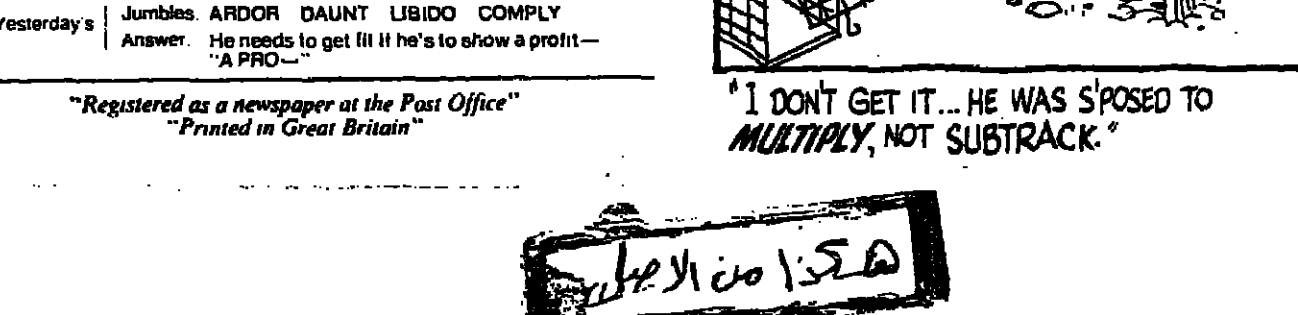 Yesterday's
Jumbles. ARDOR DAUNT LIBIDO COMPLY
Answer. He needs to get fit if he's to show a profit—
"A PRO—"
"Registered as a newspaper at the Post Office"
"Printed in Great Britain"
"I DON'T GET IT... HE WAS S'POSED TO
MULTIPLY, NOT SUBTRACK."
هكذا من الاصل